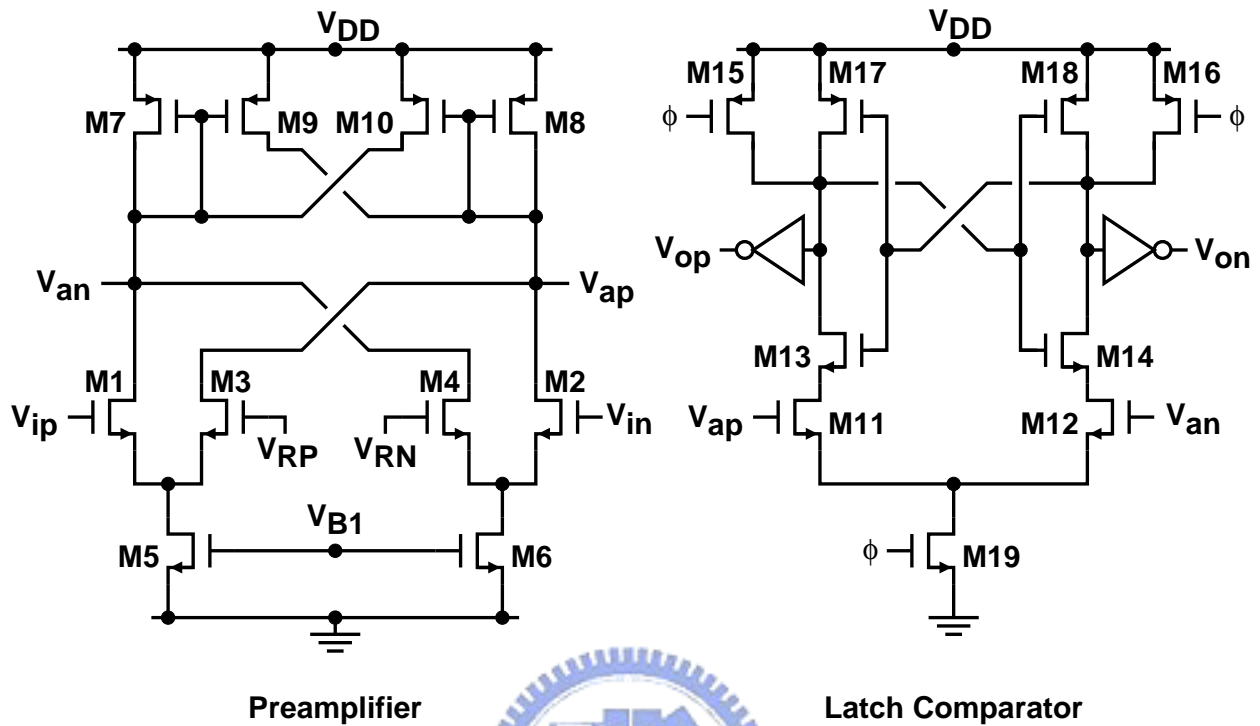 VDD
VDD
M15
M17
M18
M16
M7
M9
M10
M8
ϕ
ϕ
Vop
Von
Van
Vap
M13
M14
M1
M3
M4
M2
Vip
VRP
VRN
Vin
Vap
M11
M12
Van
VB1
M5
M6
ϕ
M19
Preamplifier
Latch Comparator